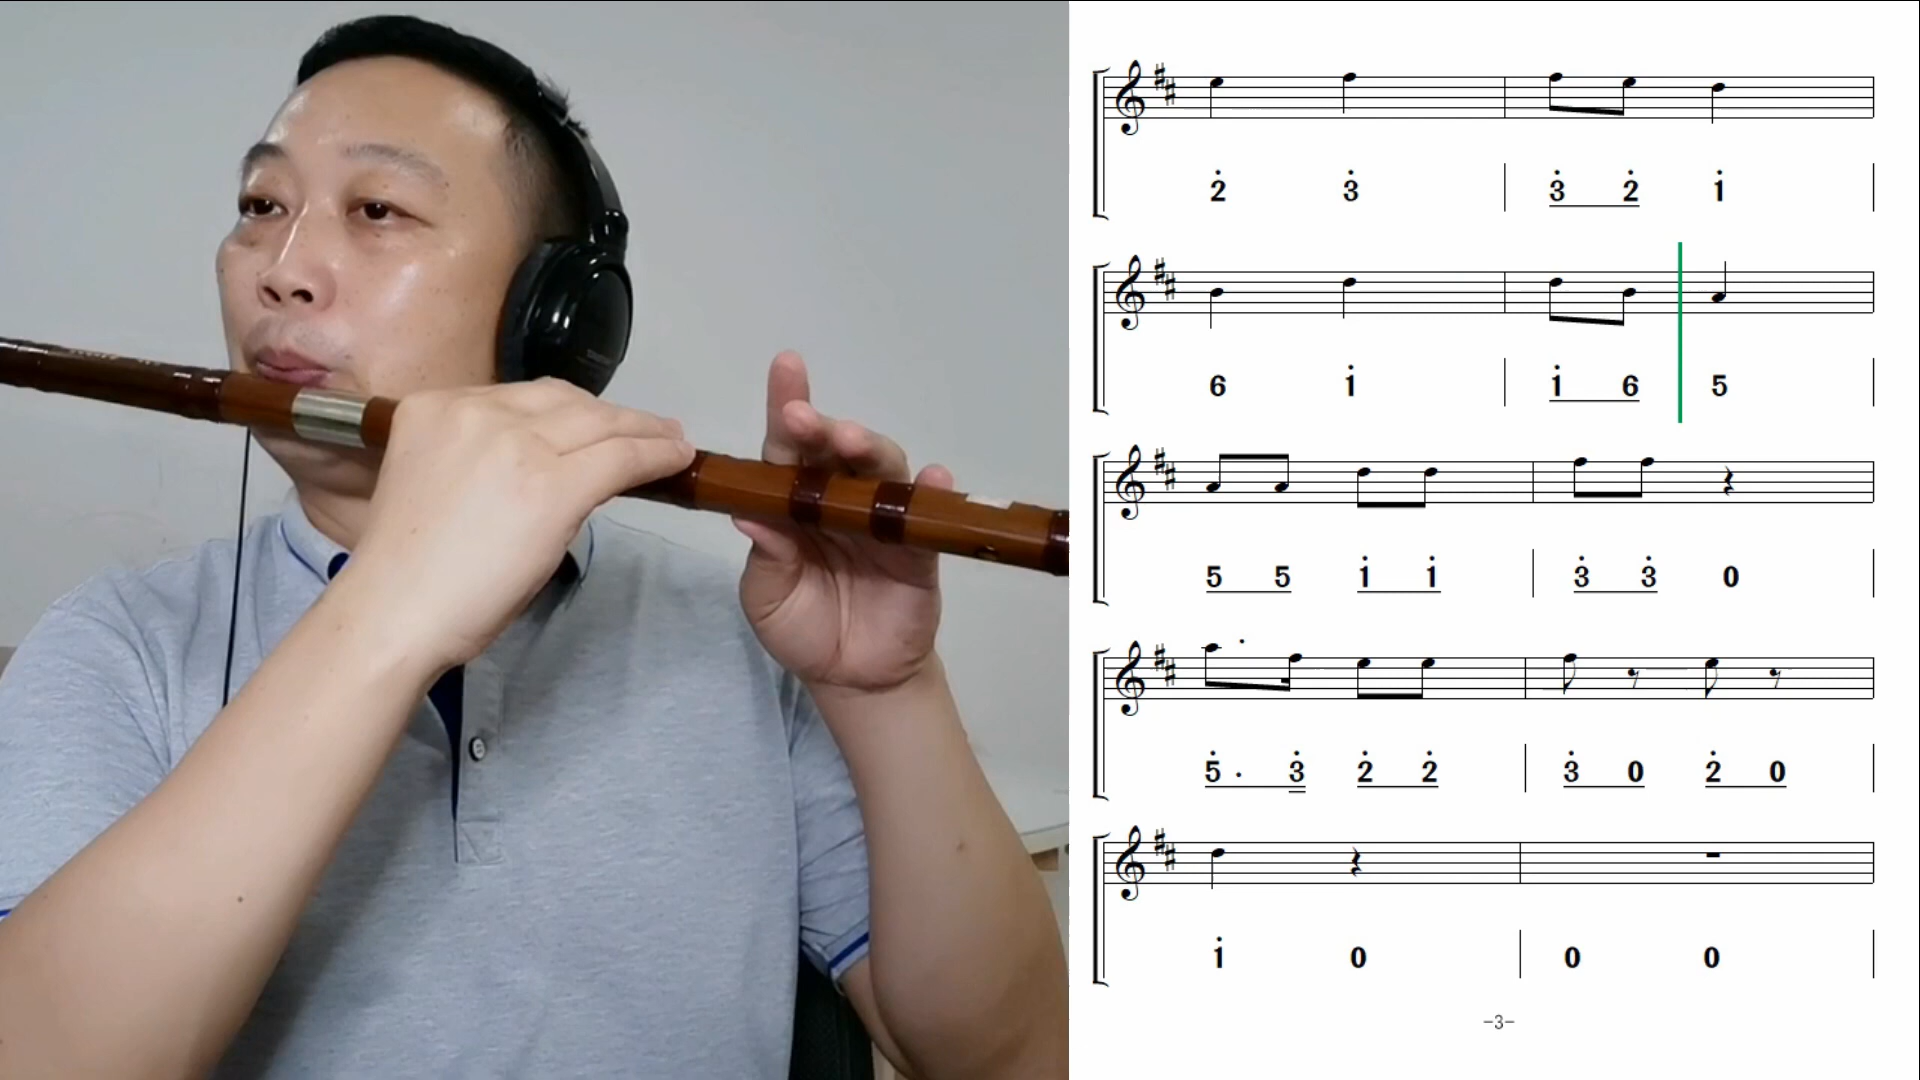 2̇ 3̇ | 3̇ 2̇ 1̇ |
6 1̇ | 1̇ 6 5 |
5 5 1̇ 1̇ | 3̇ 3̇ 0 |
5̇ · 3̇ 2̇ 2̇ | 3̇ 0 2̇ 0 |
1̇ 0 | 0 0 |
-3-